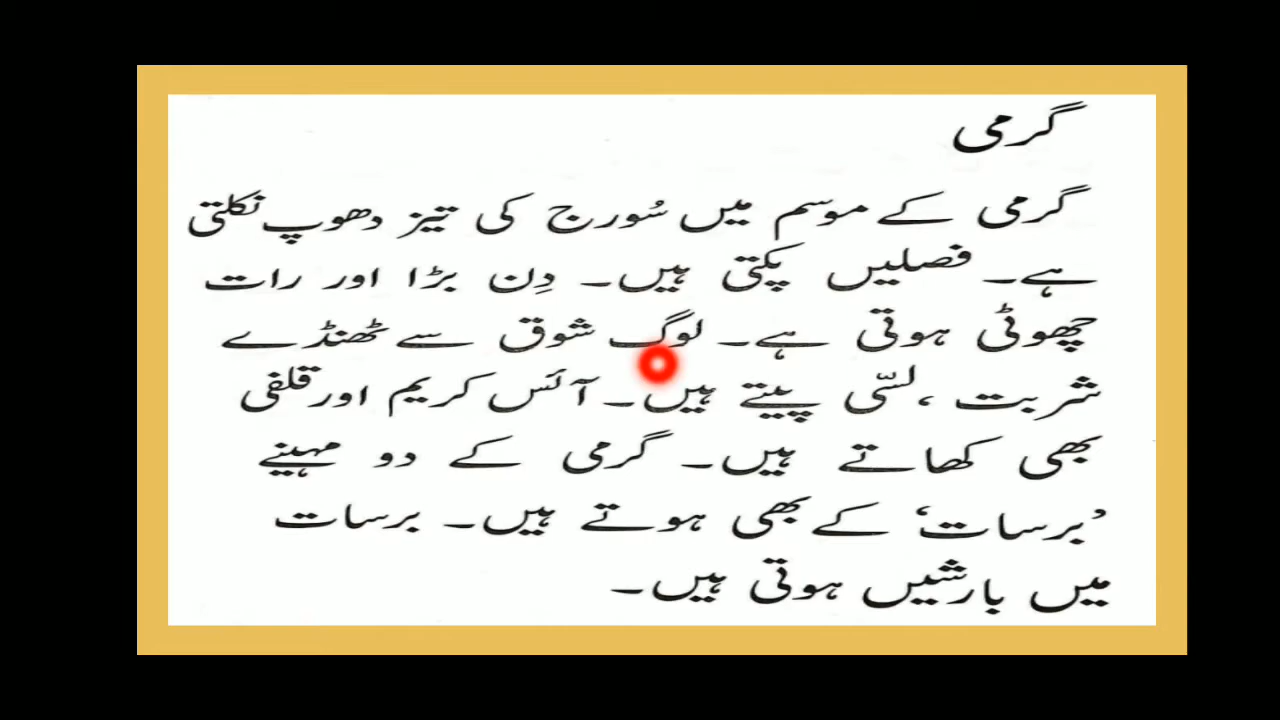 گرمی
گرمی کے موسم میں سُورج کی تیز دھوپ نکلتی
ہے۔ فصلیں پکتی ہیں۔ دِن بڑا اور رات
چھوٹی ہوتی ہے۔ لوگ شوق سے ٹھنڈے
شربت ، لسّی پیتے ہیں۔ آئس کریم اور قلفی
بھی کھاتے ہیں۔ گرمی کے دو مہینے
’برسات‘ کے بھی ہوتے ہیں۔ برسات
میں بارشیں ہوتی ہیں۔